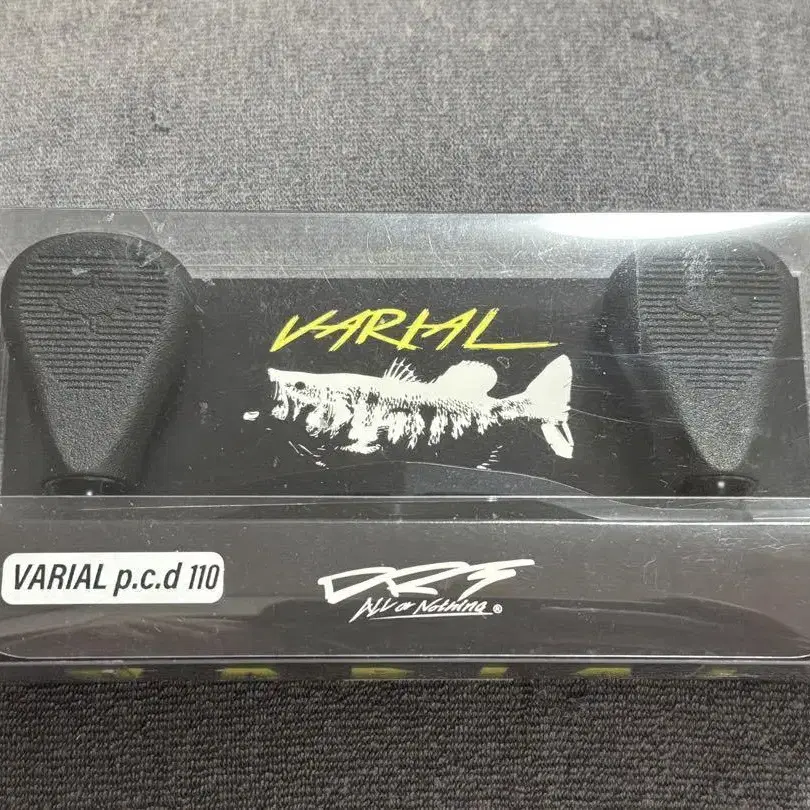 VARIAL
VARIAL p.c.d 110
DRT
All or Nothing ®